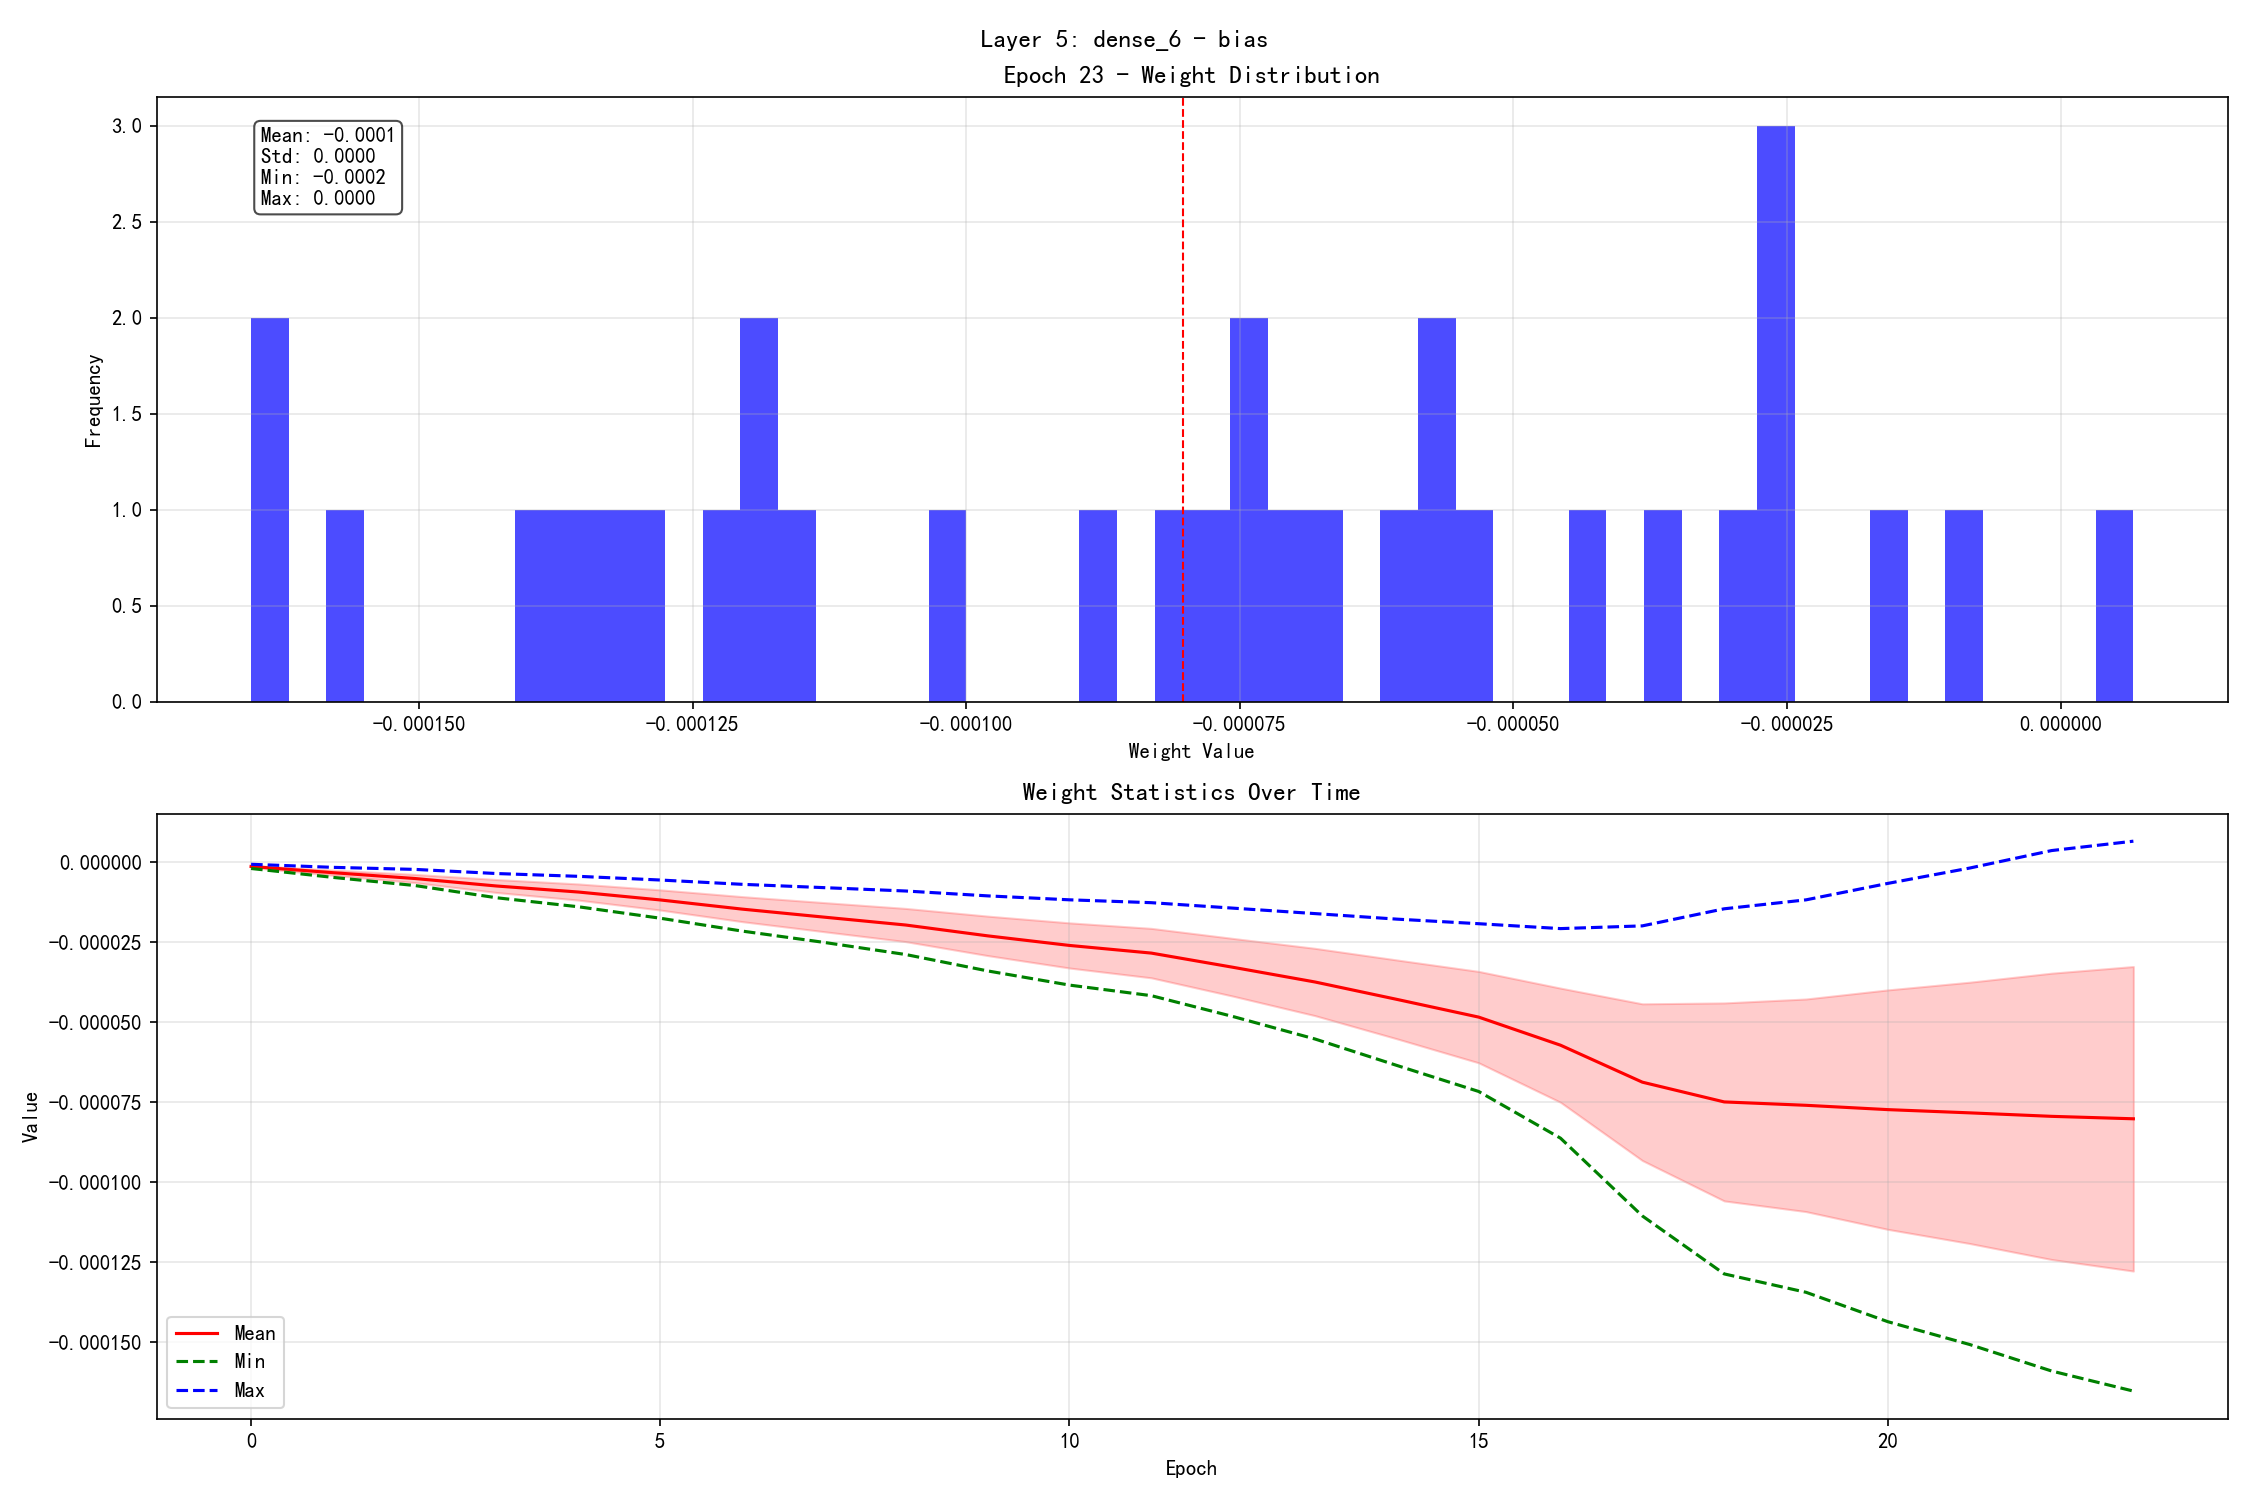 Layer 5: dense_6 - bias
Epoch 23 - Weight Distribution
Mean: -0.0001
Std: 0.0000
Min: -0.0002
Max: 0.0000
3.0
2.5
2.0
1.5
1.0
0.5
0.0
Frequency
-0.000150 -0.000125 -0.000100 -0.000075 -0.000050 -0.000025 0.000000
Weight Value
Weight Statistics Over Time
0.000000
-0.000025
-0.000050
-0.000075
-0.000100
-0.000125
-0.000150
Value
Mean
Min
Max
0 5 10 15 20
Epoch